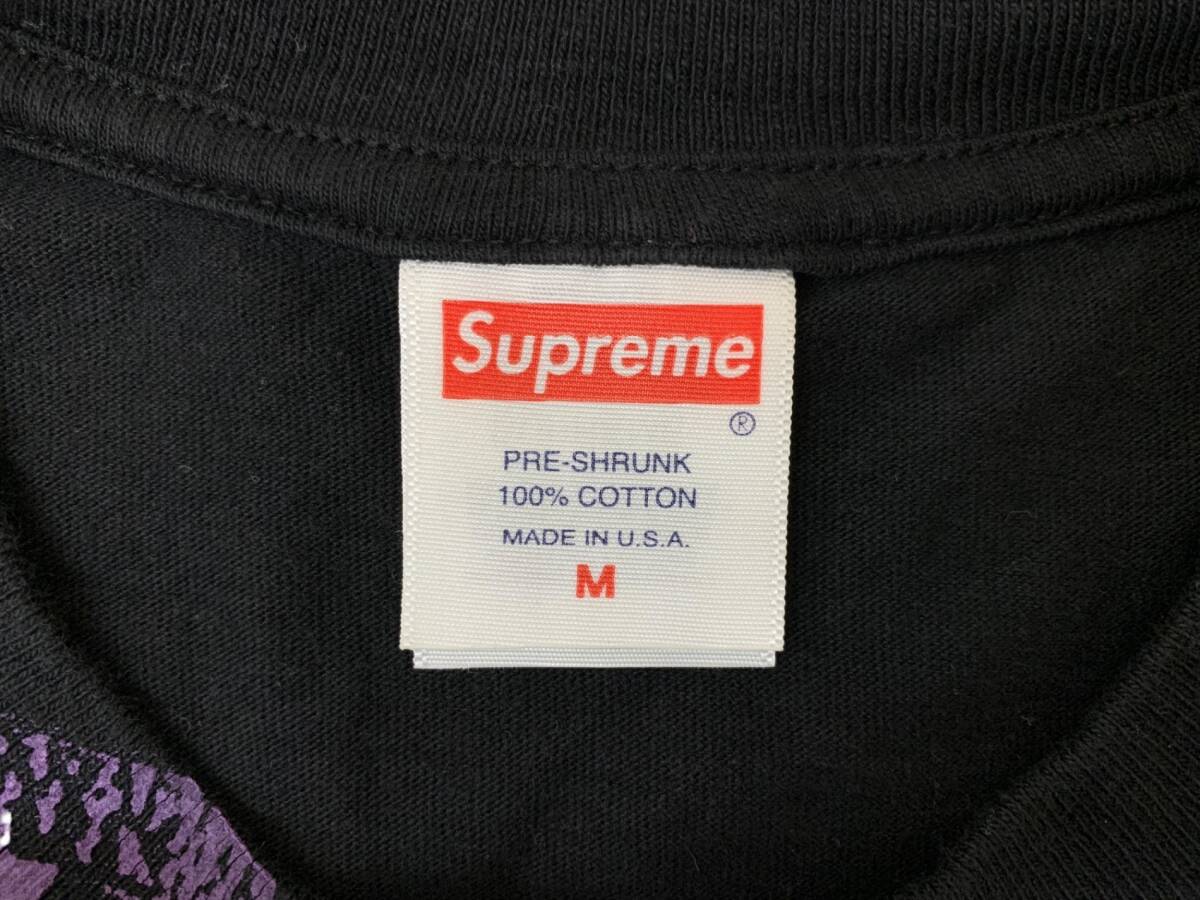 Supreme
®
PRE-SHRUNK
100% COTTON
MADE IN U.S.A.
M